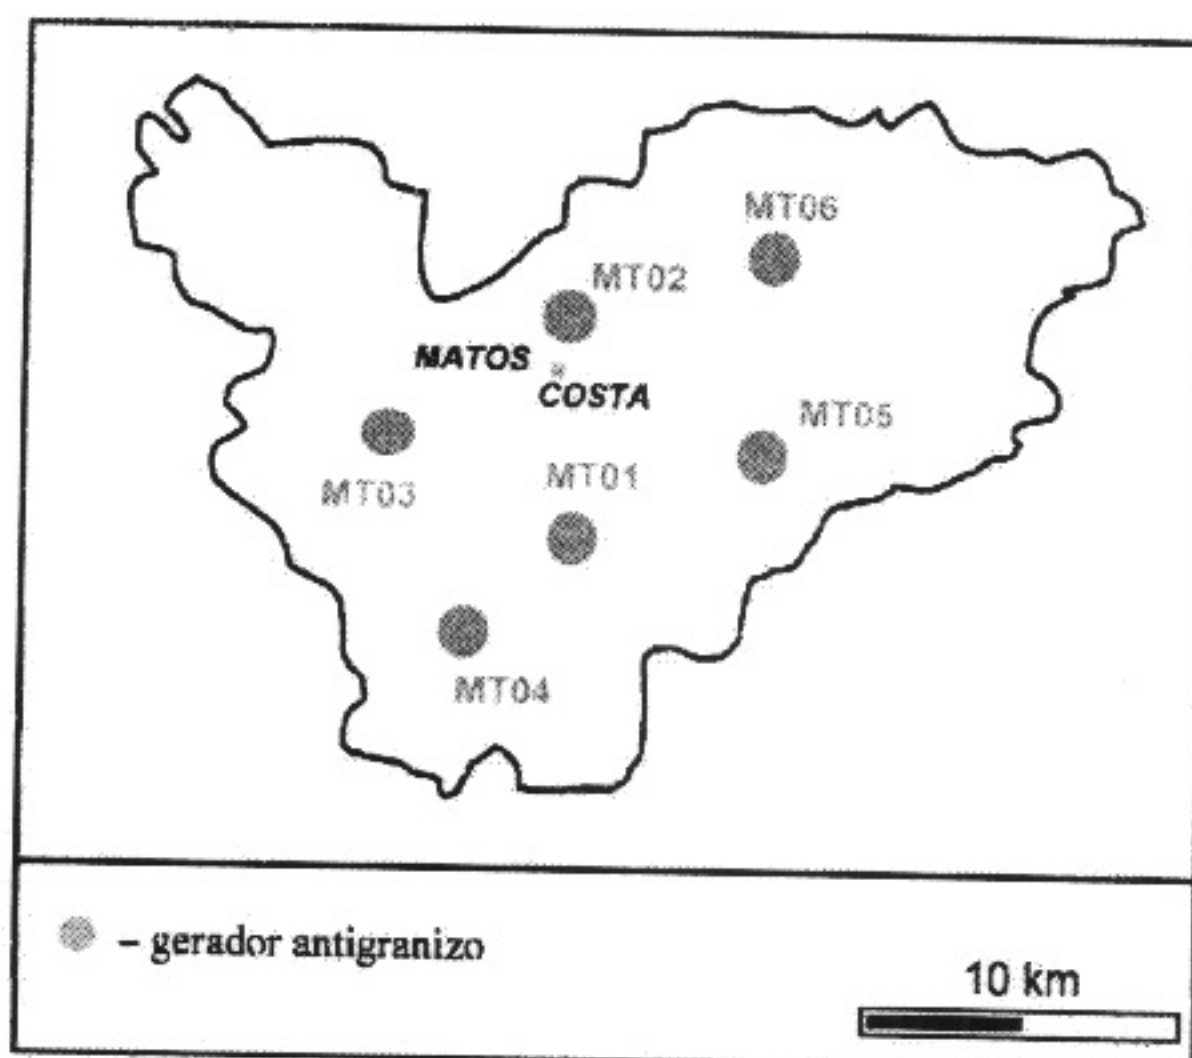 MT06
MT02
MATOS
COSTA
MT05
MT03
MT01
MT04
– gerador antigranizo
10 km